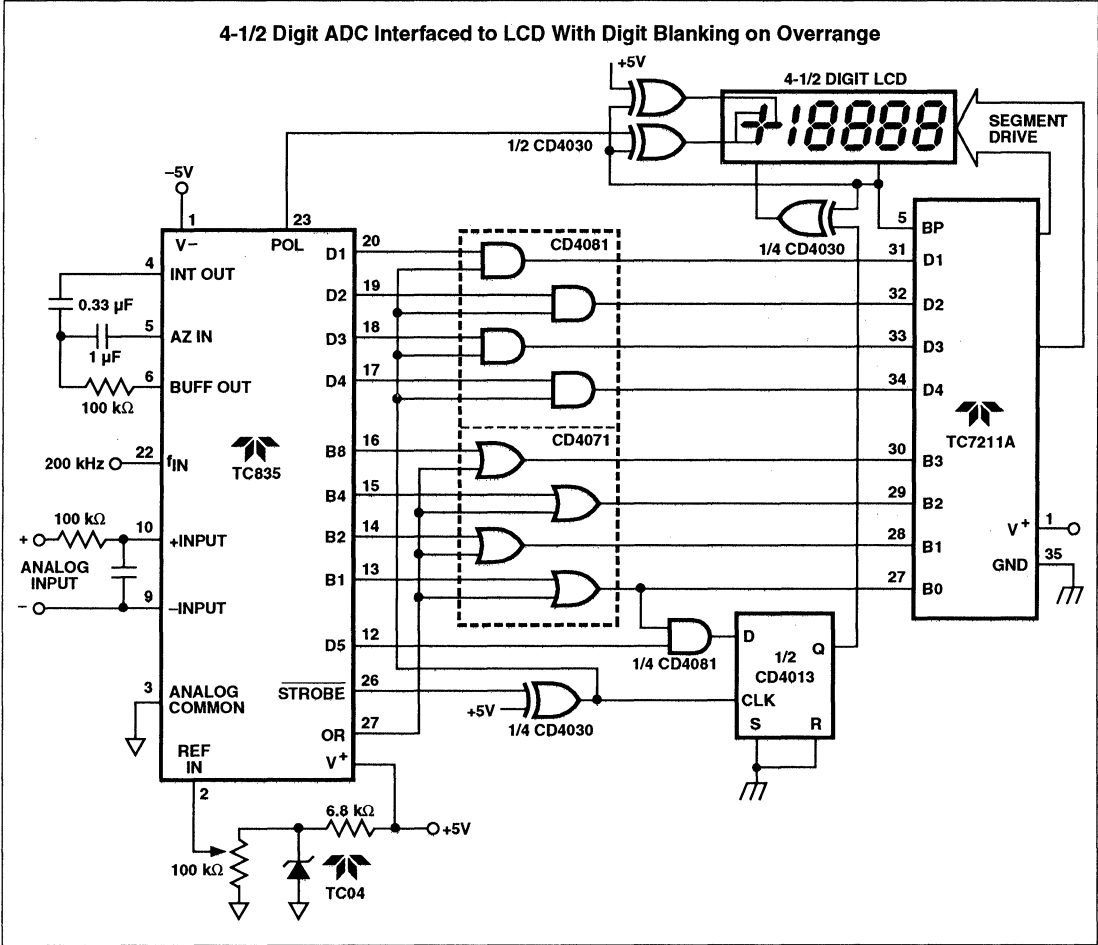 4-1/2 Digit ADC Interfaced to LCD With Digit Blanking on Overrange
+5V
4-1/2 DIGIT LCD
+18888
SEGMENT
DRIVE
1/2 CD4030
–5V
1
V–
23
POL
1/4 CD4030
5
BP
4
INT OUT
0.33 µF
5
AZ IN
1 µF
6
BUFF OUT
100 kΩ
200 kHz
22
fIN
TC835
100 kΩ
+
10
+INPUT
ANALOG
INPUT
–
9
–INPUT
3
ANALOG
COMMON
REF
IN
2
D1
20
D2
19
D3
18
D4
17
B8
16
B4
15
B2
14
B1
13
D5
12
STROBE
26
OR
27
V+
CD4081
CD4071
31
D1
32
D2
33
D3
34
D4
TC7211A
30
B3
29
B2
28
B1
27
B0
V+
1
GND
35
1/4 CD4081
+5V
1/4 CD4030
D
Q
1/2
CD4013
CLK
S
R
6.8 kΩ
+5V
100 kΩ
TC04